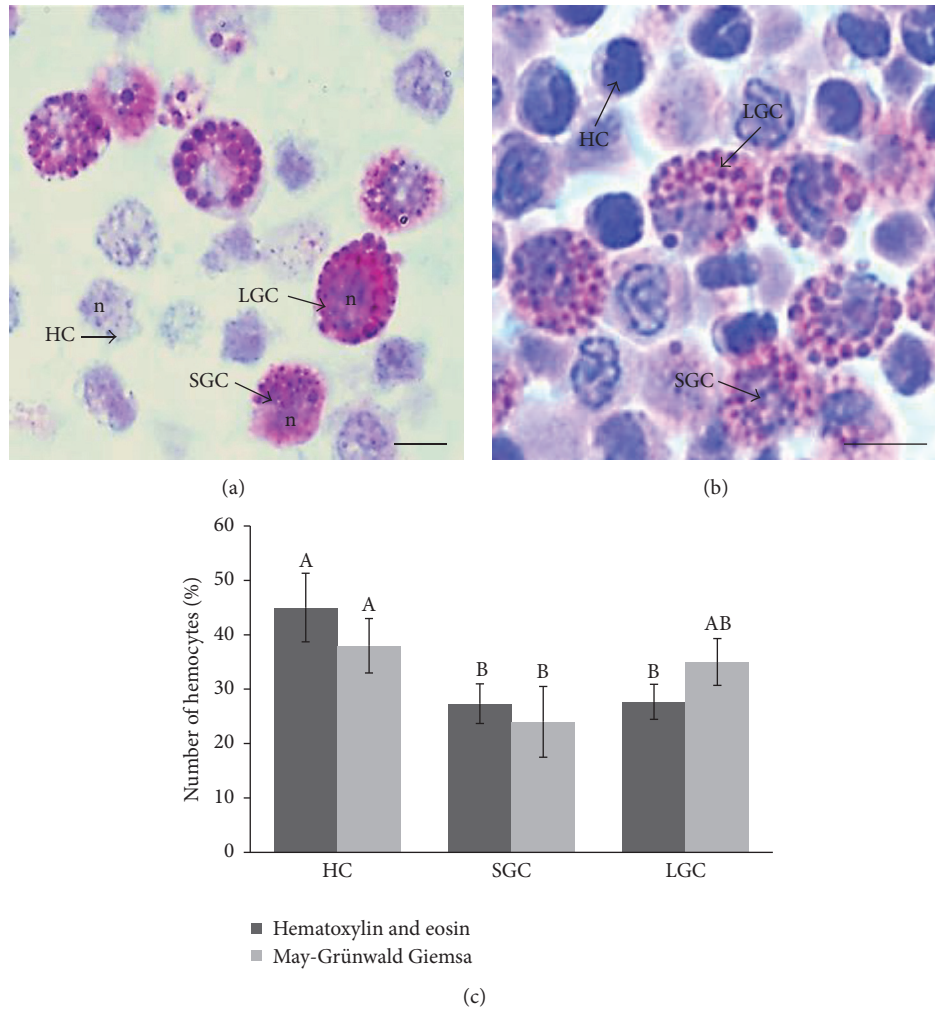 n
LGC
n
HC
SGC
n
(a)
LGC
HC
SGC
(b)
60
50
40
30
20
10
0
Number of hemocytes (%)
A
A
B
B
B
AB
HC SGC LGC
Hematoxylin and eosin
May-Grünwald Giemsa
(c)